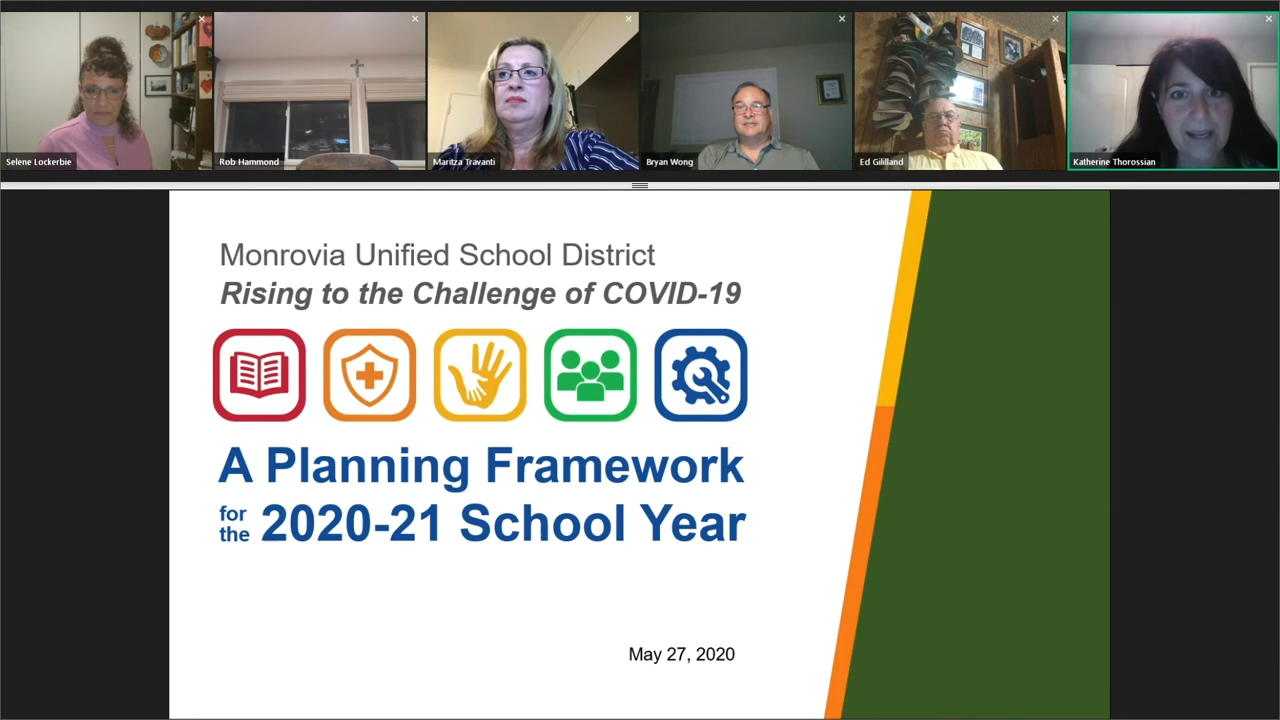 Selene Lockerbie
Rob Hammond
Maritza Travanti
Bryan Wong
Ed Gililland
Katherine Thorossian
Monrovia Unified School District
Rising to the Challenge of COVID-19
A Planning Framework
for the 2020-21 School Year
May 27, 2020